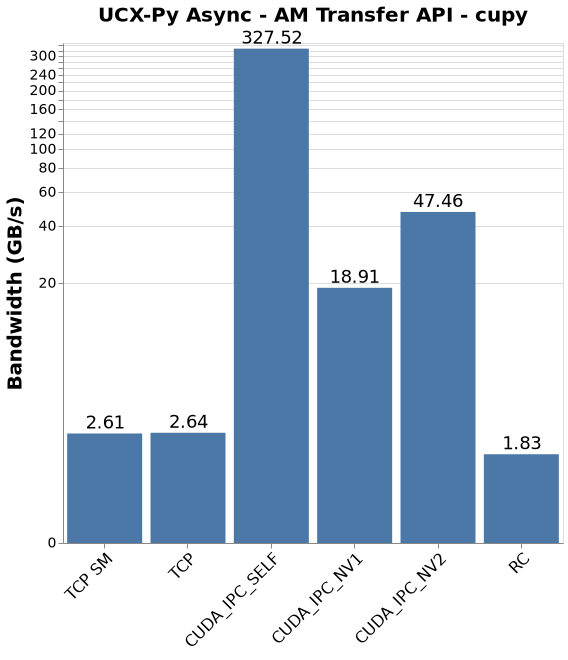 UCX-Py Async - AM Transfer API - cupy
Bandwidth (GB/s)
300
240
200
160
120
100
80
60
40
20
0
2.61
2.64
327.52
18.91
47.46
1.83
TCP SM
TCP
CUDA_IPC_SELF
CUDA_IPC_NV1
CUDA_IPC_NV2
RC